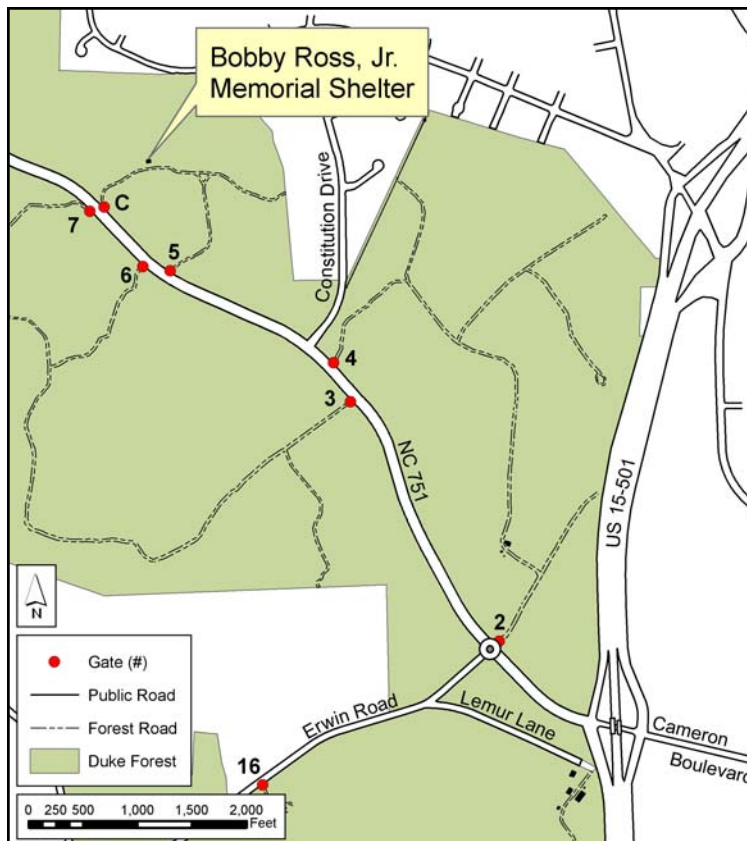 Bobby Ross, Jr.
Memorial Shelter
Constitution Drive
C
7
5
6
4
3
NC 751
US 15-501
2
Erwin Road
Lemur Lane
Cameron
Boulevard
16
N
Gate (#)
Public Road
Forest Road
Duke Forest
0 250 500 1,000 1,500 2,000
Feet